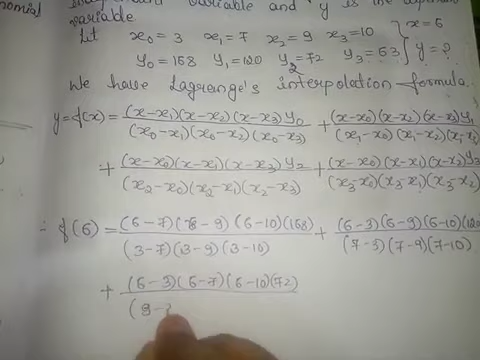 independent variable and y is the
variable
Let x₀ = 3 x₁ = 7 x₂ = 9 x₃ = 10 } x = 6
y₀ = 168 y₁ = 120 y₂ = 72 y₃ = 63 } y = ?
We have Lagrange's interpolation formula.
y = f(x) = (x-x₁)(x-x₂)(x-x₃)y₀ / (x₀-x₁)(x₀-x₂)(x₀-x₃) + (x-x₀)(x-x₂)(x-x₃)y₁ / (x₁-x₀)(x₁-x₂)(x₁-x₃)
+ (x-x₀)(x-x₁)(x-x₃)y₂ / (x₂-x₀)(x₂-x₁)(x₂-x₃) + (x-x₀)(x-x₁)(x-x₂)y₃ / (x₃-x₀)(x₃-x₁)(x₃-x₂)
∴ f(6) = (6-7)(6-9)(6-10)(168) / (3-7)(3-9)(3-10) + (6-3)(6-9)(6-10)(120 / (7-3)(7-9)(7-10)
+ (6-3)(6-7)(6-10)(72) / (9-